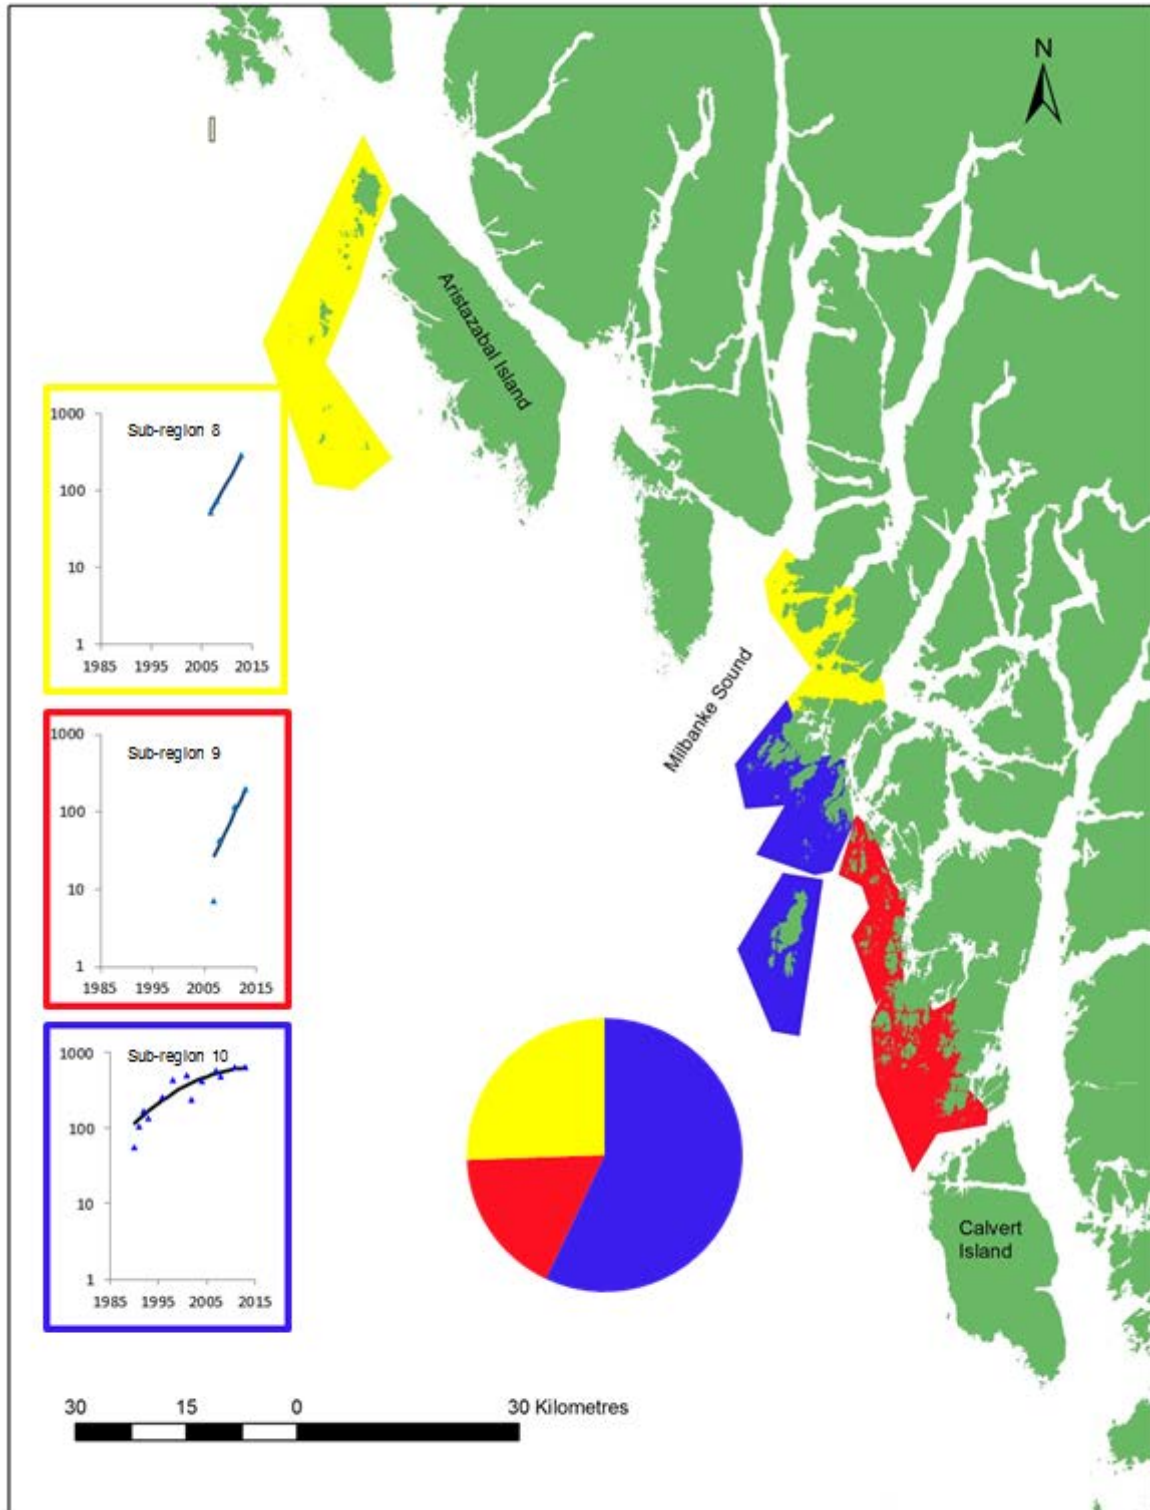 N
Aristazabal Island
1000
Sub-region 8
100
10
1
1985 1995 2005 2015
Milbanke Sound
1000
Sub-region 9
100
10
1
1985 1995 2005 2015
1000
Sub-region 10
100
10
1
1985 1995 2005 2015
Calvert
Island
30 15 0 30 Kilometres